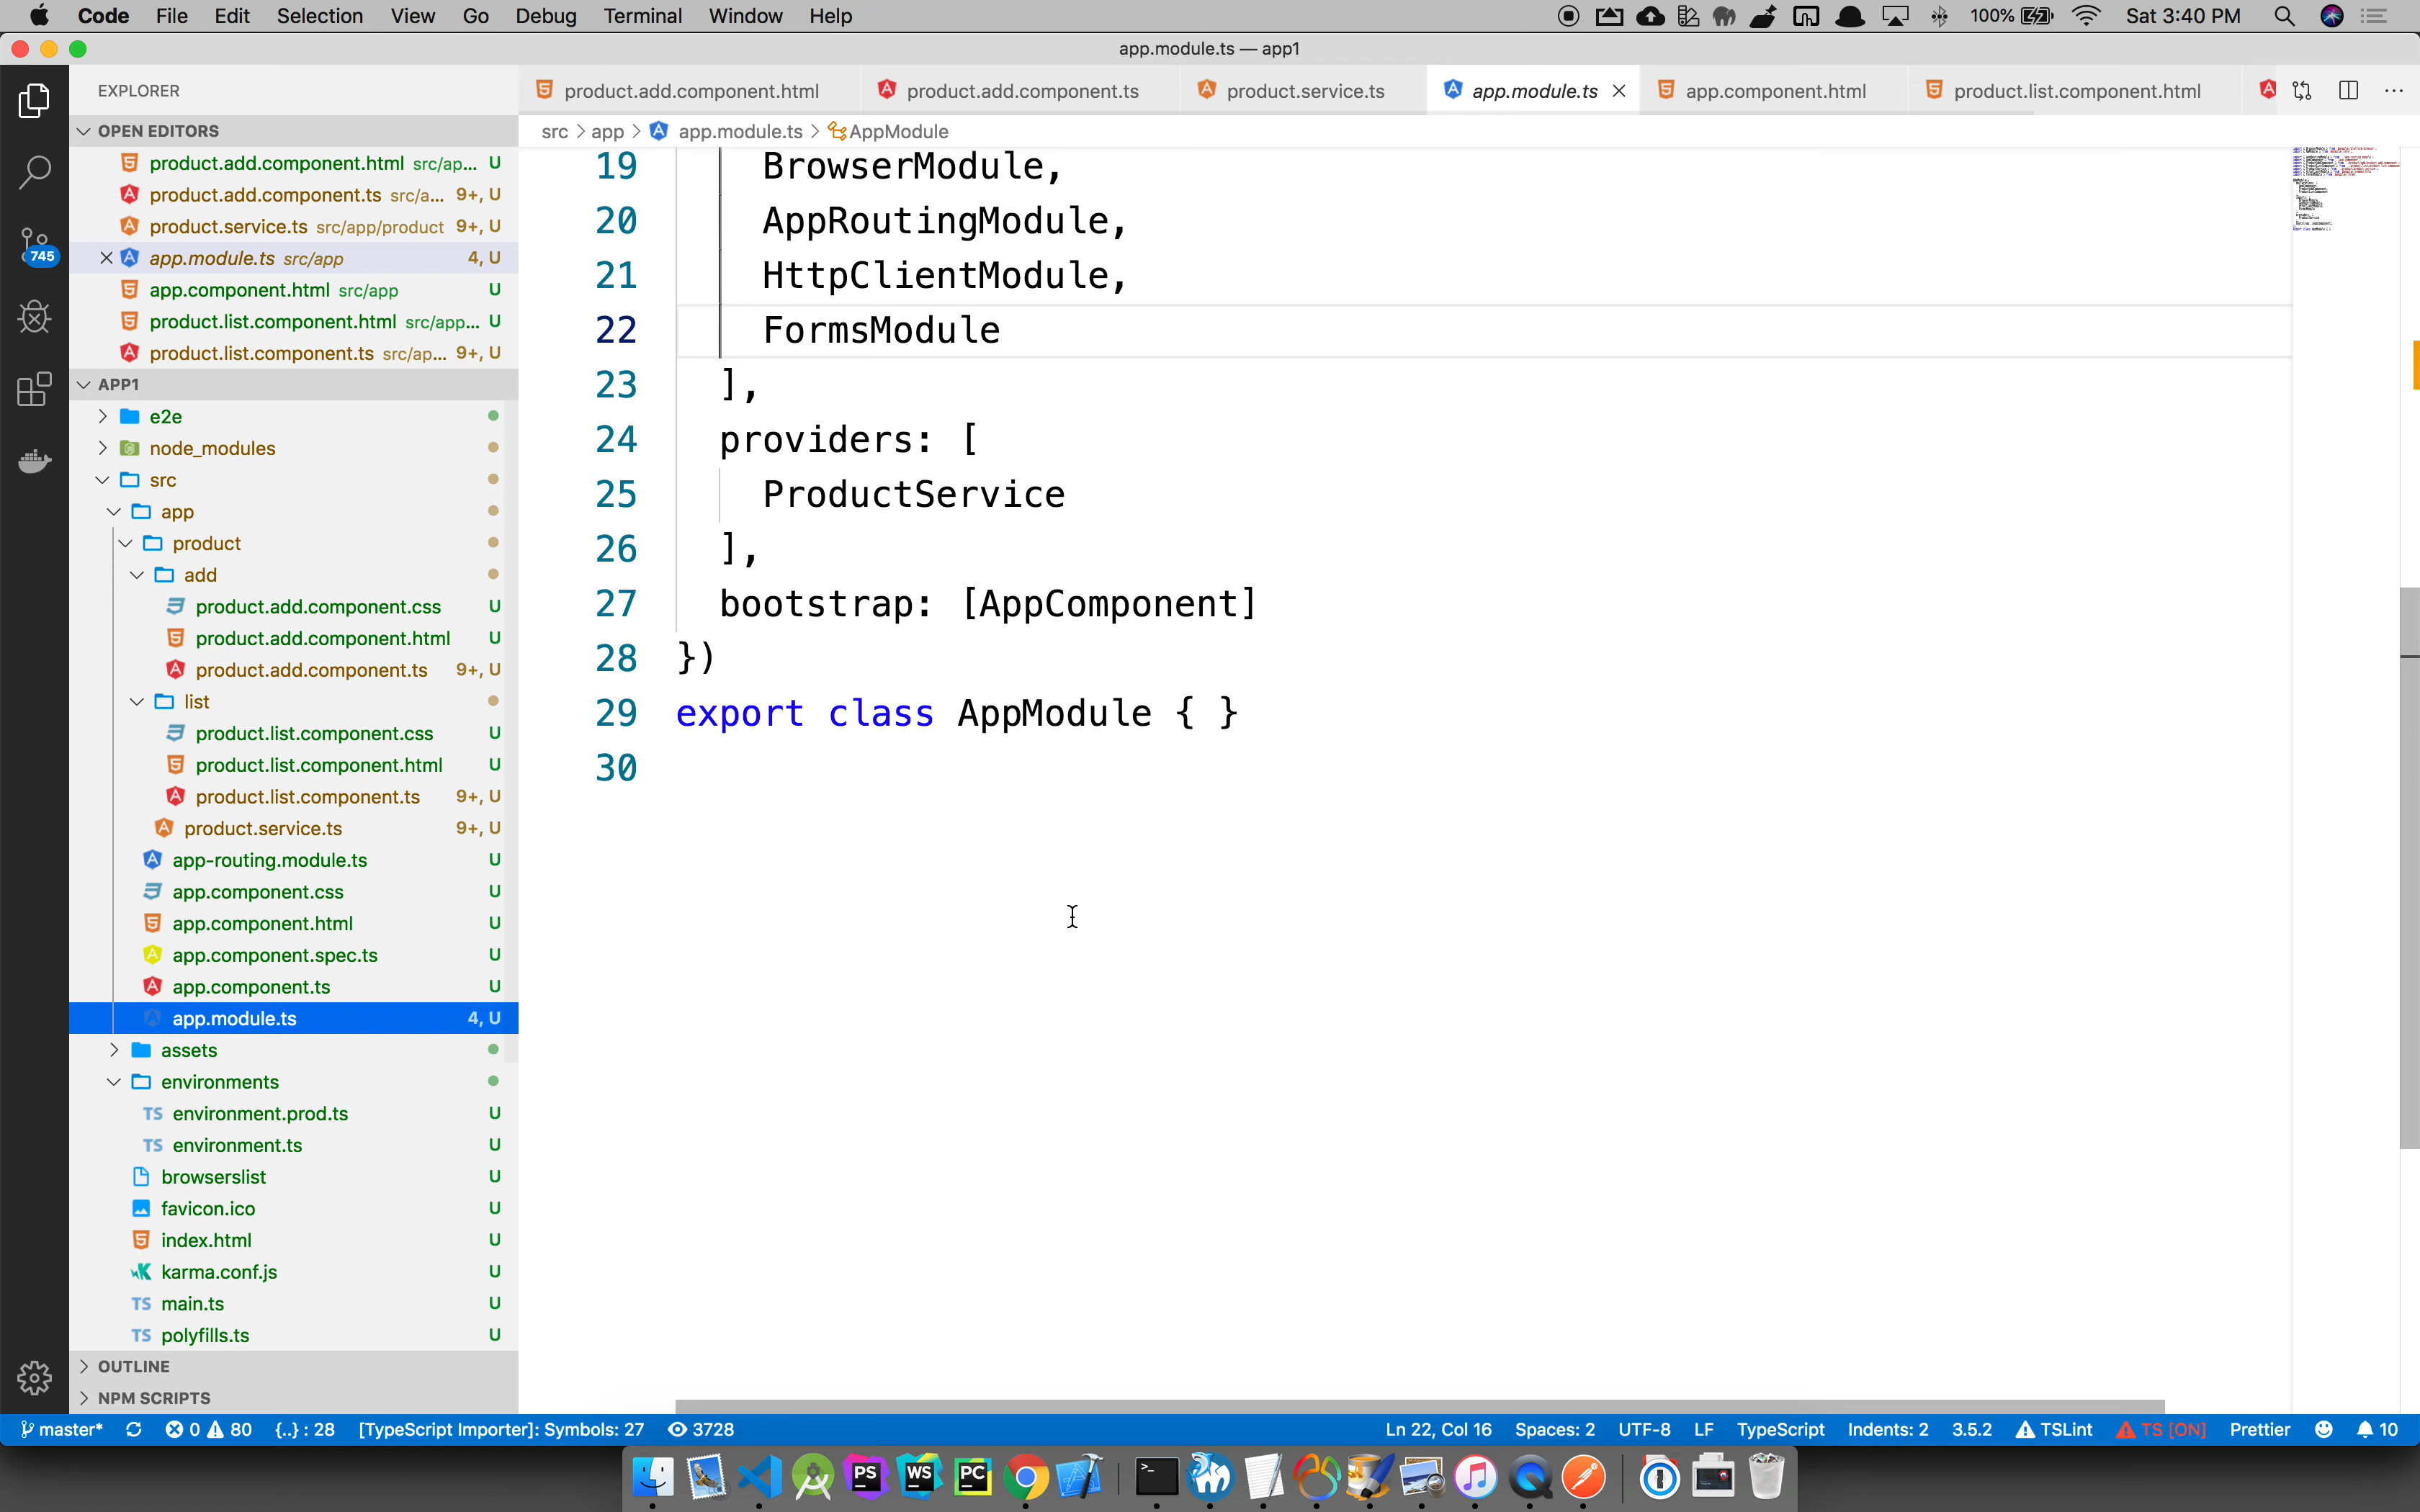 Code File Edit Selection View Go Debug Terminal Window Help 100% Sat 3:40 PM
app.module.ts — app1
EXPLORER
OPEN EDITORS
product.add.component.html src/ap... U
product.add.component.ts src/a... 9+, U
product.service.ts src/app/product 9+, U
app.module.ts src/app 4, U
app.component.html src/app U
product.list.component.html src/app... U
product.list.component.ts src/ap... 9+, U
745
APP1
e2e
node_modules
src
app
product
add
product.add.component.css U
product.add.component.html U
product.add.component.ts 9+, U
list
product.list.component.css U
product.list.component.html U
product.list.component.ts 9+, U
product.service.ts 9+, U
app-routing.module.ts U
app.component.css U
app.component.html U
app.component.spec.ts U
app.component.ts U
app.module.ts 4, U
assets
environments
TS environment.prod.ts U
TS environment.ts U
browserslist U
favicon.ico U
index.html U
karma.conf.js U
TS main.ts U
TS polyfills.ts U
OUTLINE
NPM SCRIPTS
product.add.component.html product.add.component.ts product.service.ts app.module.ts app.component.html product.list.component.html
src > app > app.module.ts > AppModule
19 BrowserModule,
20 AppRoutingModule,
21 HttpClientModule,
22 FormsModule
23 ],
24 providers: [
25 ProductService
26 ],
27 bootstrap: [AppComponent]
28 })
29 export class AppModule { }
30
master* 0 80 {..} : 28 [TypeScript Importer]: Symbols: 27 3728 Ln 22, Col 16 Spaces: 2 UTF-8 LF TypeScript Indents: 2 3.5.2 TSLint TS [ON] Prettier 10
PS WS PC